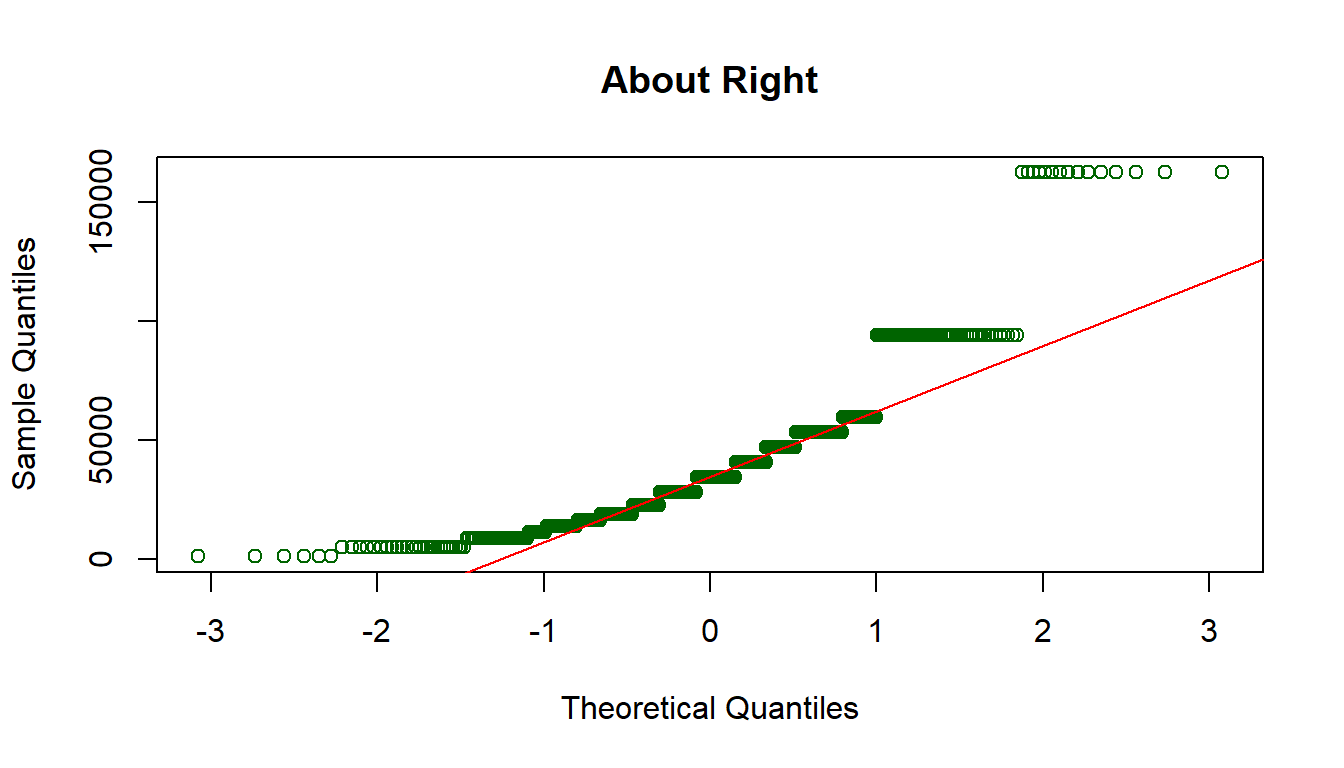 About Right
Sample Quantiles
150000
50000
0
-3 -2 -1 0 1 2 3
Theoretical Quantiles